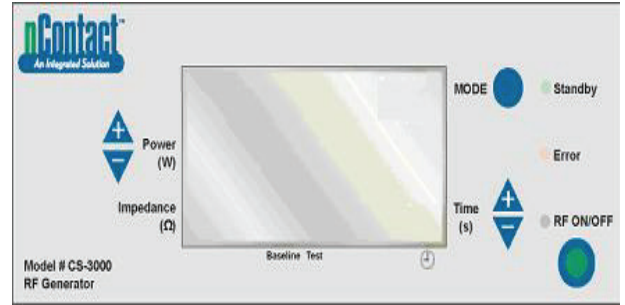 nContact™
An Integrated Solution
MODE
Standby
+
Power
(W)
−
Error
Impedance
(Ω)
Time
(s)
+
−
RF ON/OFF
Baseline Test
Model # CS-3000
RF Generator